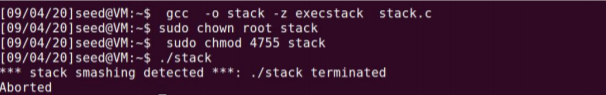 [09/04/20]seed@VM:~$  gcc  -o stack -z execstack  stack.c
[09/04/20]seed@VM:~$ sudo chown root stack
[09/04/20]seed@VM:~$  sudo chmod 4755 stack
[09/04/20]seed@VM:~$ ./stack
*** stack smashing detected ***: ./stack terminated
Aborted